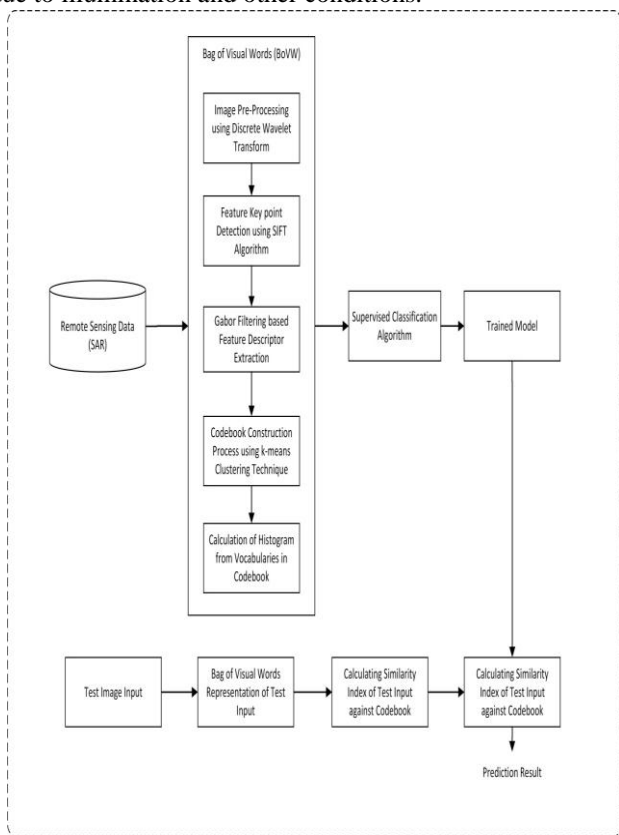 due to illumination and other conditions.
Bag of Visual Words (BoVW)
Image Pre-Processing
using Discrete Wavelet
Transform
Feature Key point
Detection using SIFT
Algorithm
Remote Sensing Data
(SAR)
Gabor Filtering based
Feature Descriptor
Extraction
Supervised Classification
Algorithm
Trained Model
Codebook Construction
Process using k-means
Clustering Technique
Calculation of Histogram
from Vocabularies in
Codebook
Test Image Input
Bag of Visual Words
Representation of Test
Input
Calculating Similarity
Index of Test Input
against Codebook
Calculating Similarity
Index of Test Input
against Codebook
Prediction Result